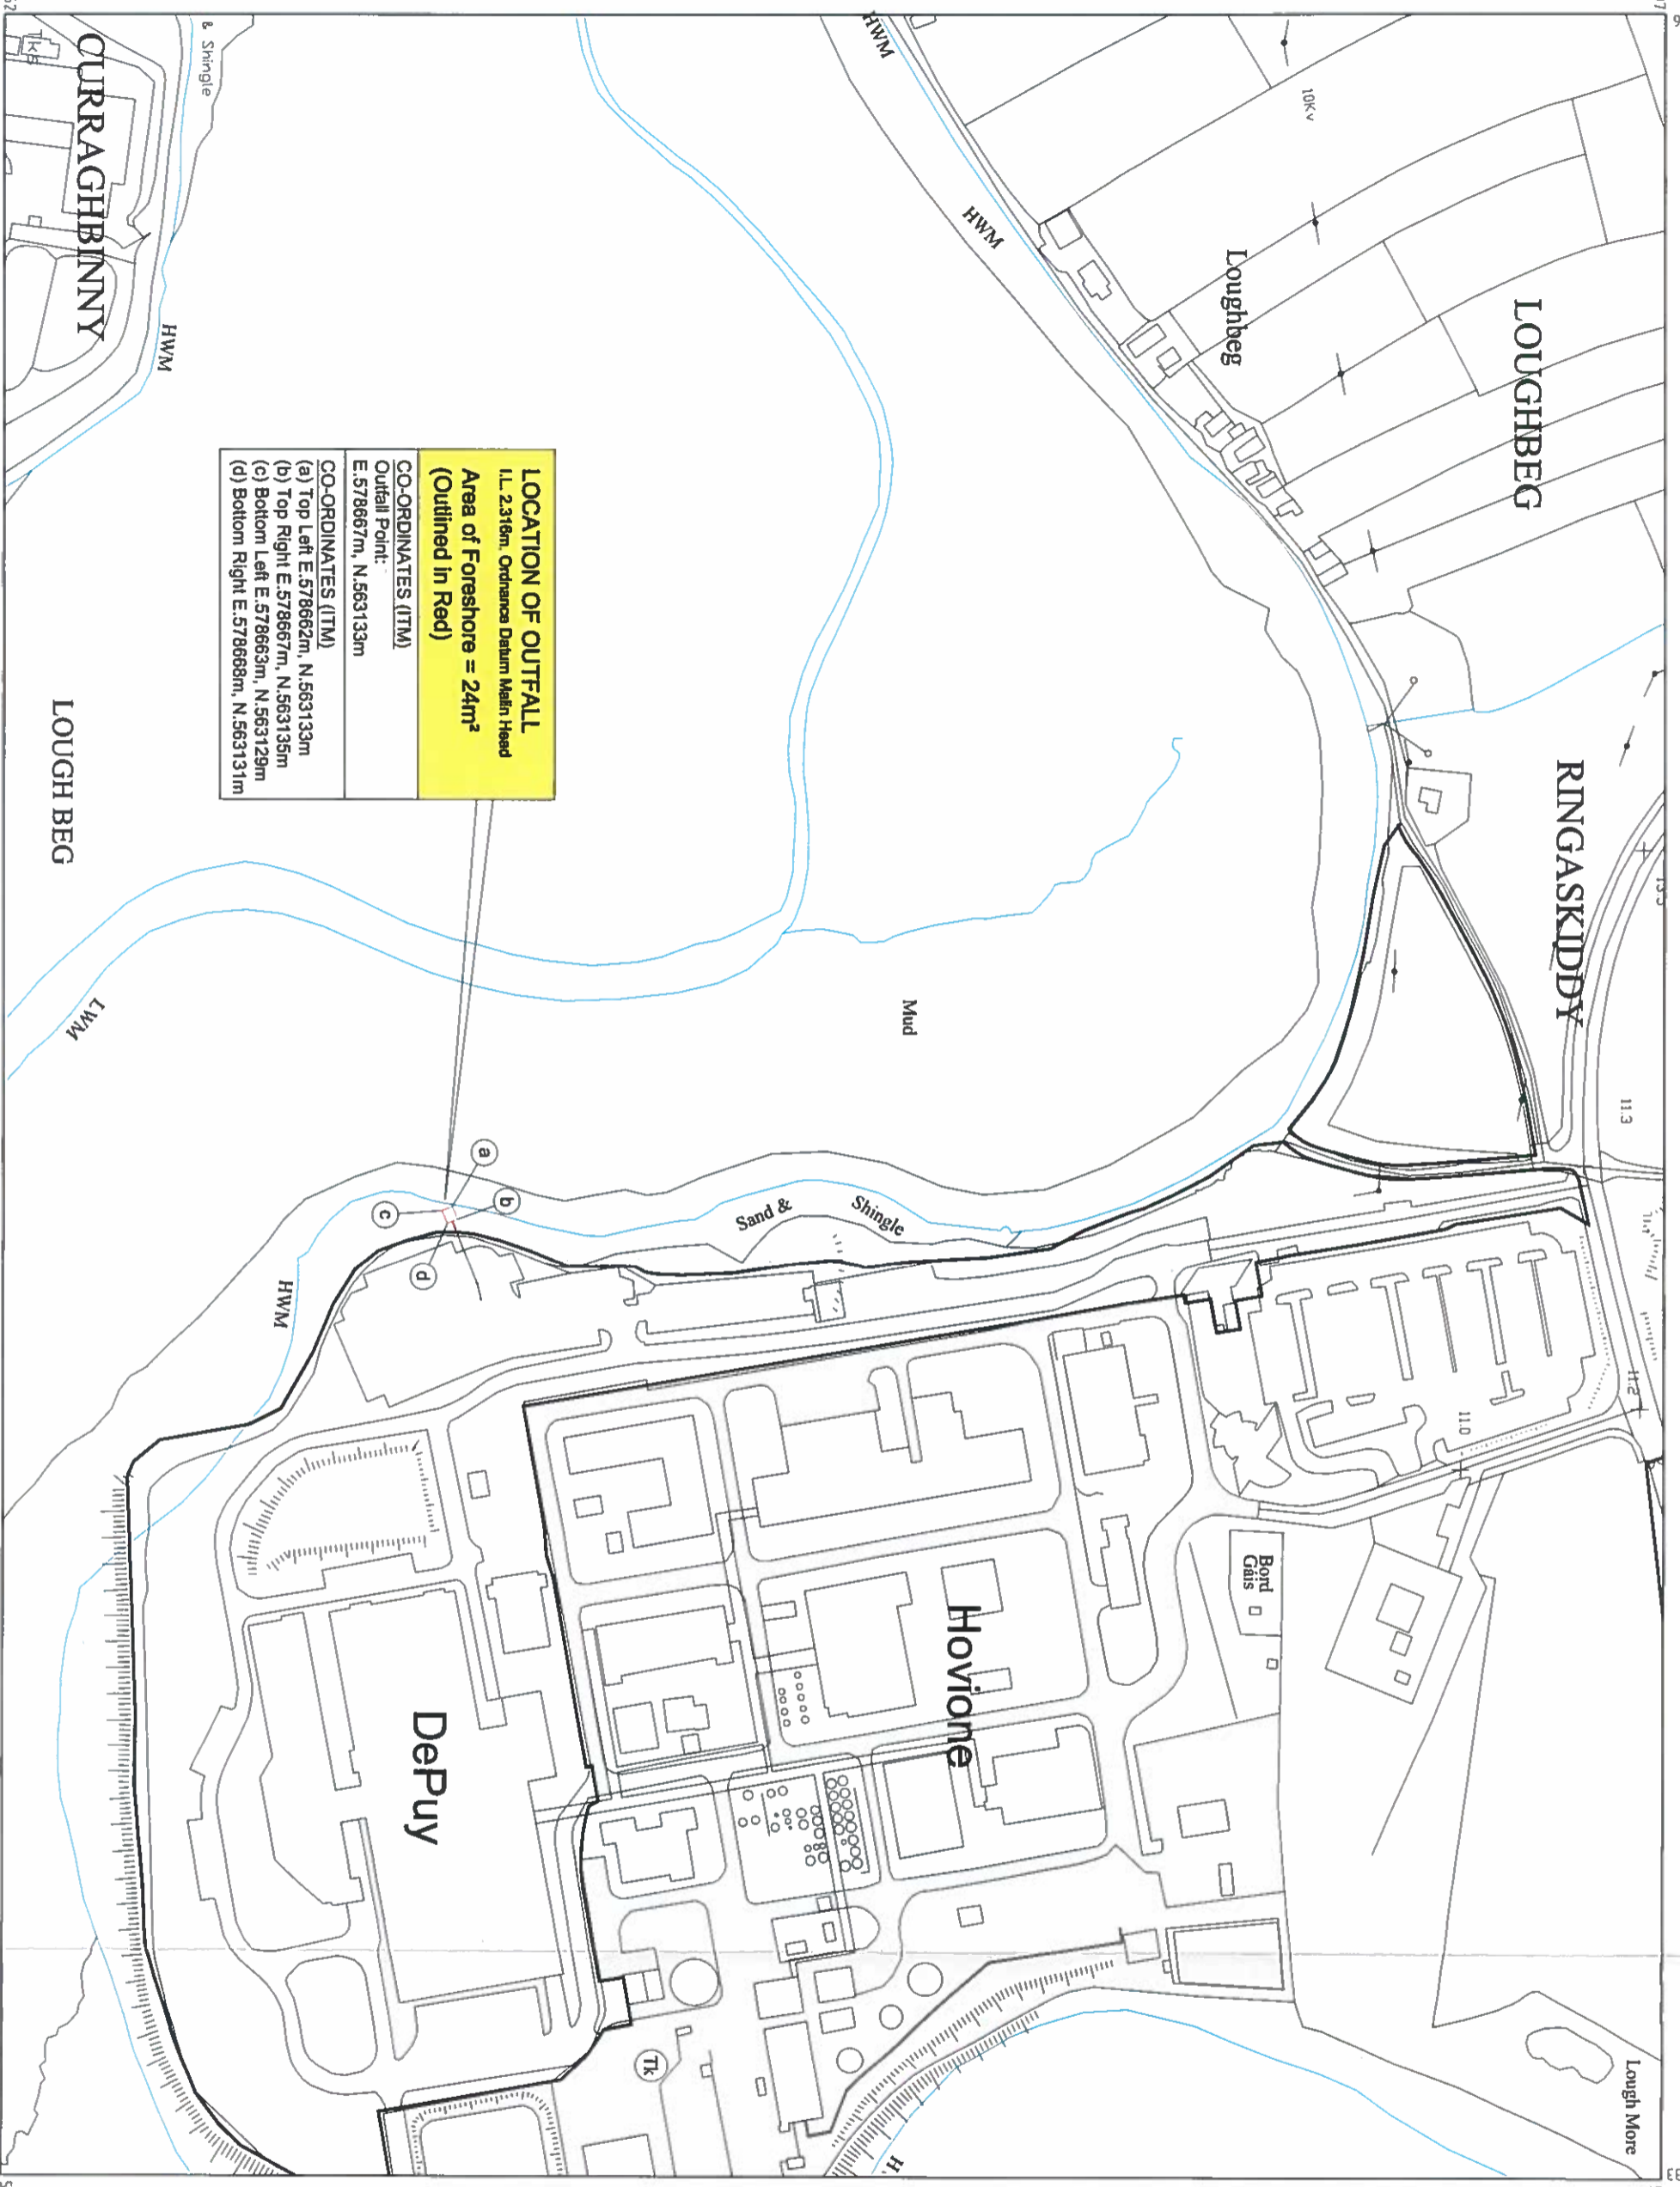 LOUGHBEG
RINGASKIDDY
Loughbeg
10Kv
HWM
HWM
11.3
11.2
11.0
Lough More
Bord
Gáis
Mud
Sand &
Shingle
Hovione
DePuy
Tk
LOCATION OF OUTFALL
I.L. 2.316m. Ordnance Datum Malin Head
Area of Foreshore = 24m²
(Outlined in Red)
CO-ORDINATES (ITM)
Outfall Point:
E.578667m, N.563133m
CO-ORDINATES (ITM)
(a) Top Left E.578662m, N.563133m
(b) Top Right E.578667m, N.563135m
(c) Bottom Left E.578663m, N.563129m
(d) Bottom Right E.578668m, N.563131m
a
b
c
d
HWM
& Shingle
CURRAGHBINNY
HWM
LOUGH BEG
LWM